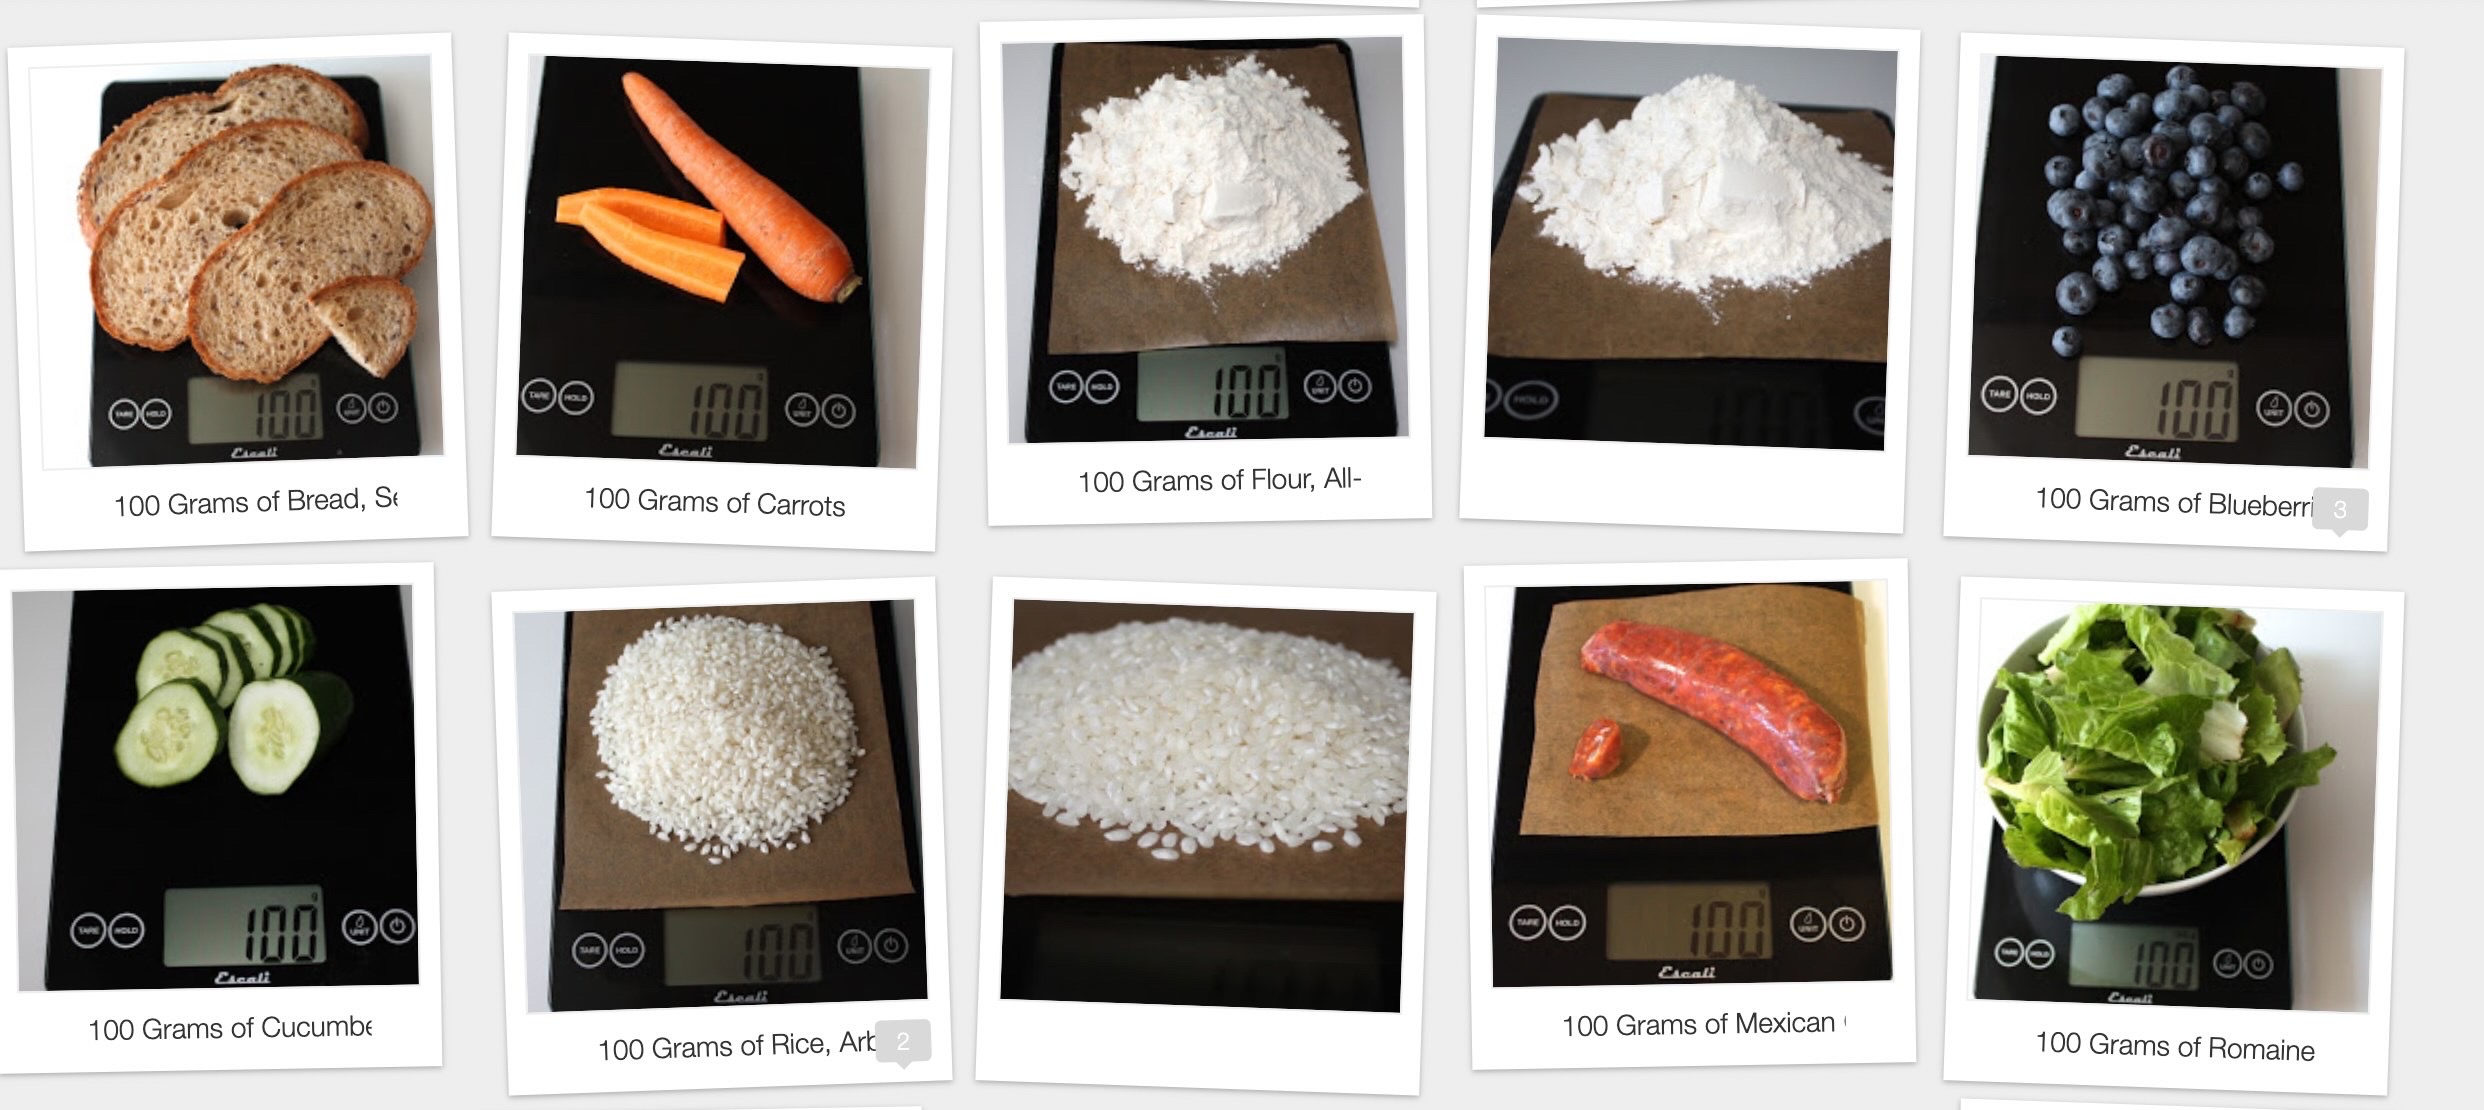 TARE HOLD 100 UNIT
Escali
100 Grams of Bread, Se
TARE HOLD 100 UNIT
Escali
100 Grams of Carrots
TARE HOLD 100 UNIT
Escali
100 Grams of Flour, All-
HOLD 100
TARE HOLD 100 UNIT
Escali
100 Grams of Blueberri
3
TARE HOLD 100 UNIT
Escali
100 Grams of Cucumbe
TARE HOLD 100 UNIT
Escali
100 Grams of Rice, Arb
2
TARE HOLD 100 UNIT
Escali
100 Grams of Mexican
TARE HOLD 100 UNIT
Escali
100 Grams of Romaine